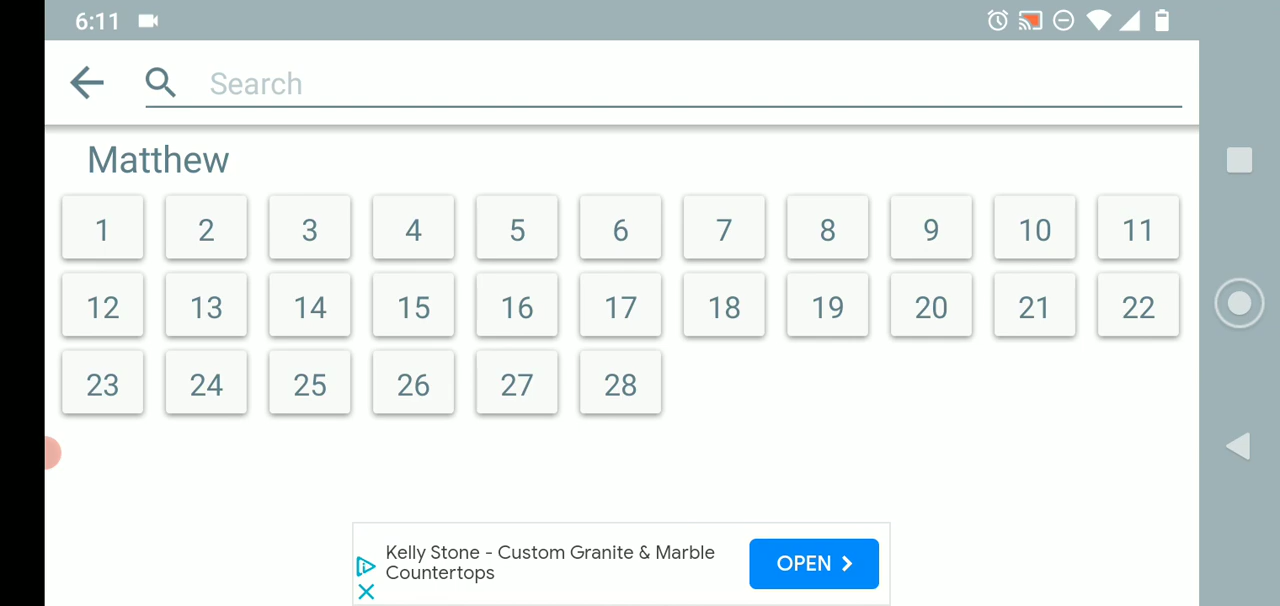 6:11
Search
Matthew
1 2 3 4 5 6 7 8 9 10 11
12 13 14 15 16 17 18 19 20 21 22
23 24 25 26 27 28
Kelly Stone - Custom Granite & Marble
Countertops
OPEN